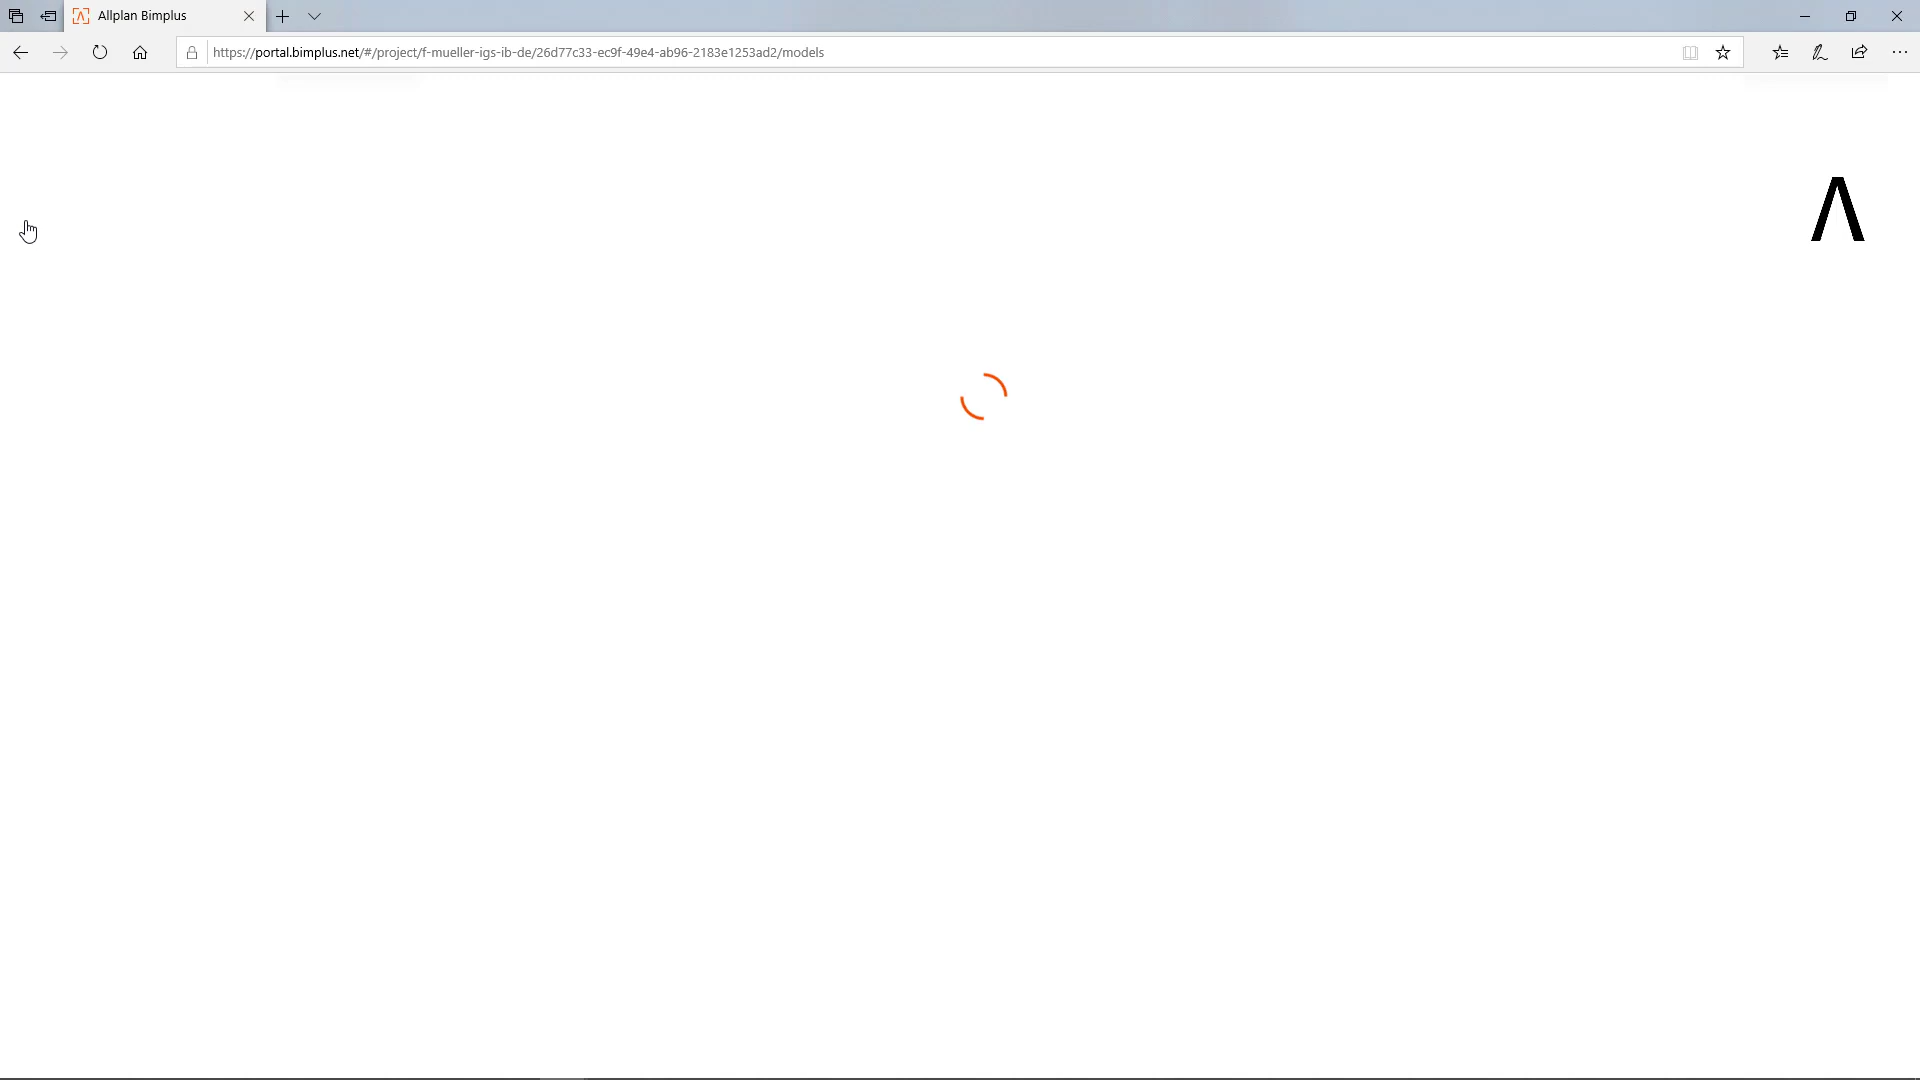 Allplan Bimplus
https://portal.bimplus.net/#/project/f-mueller-igs-ib-de/26d77c33-ec9f-49e4-ab96-2183e1253ad2/models